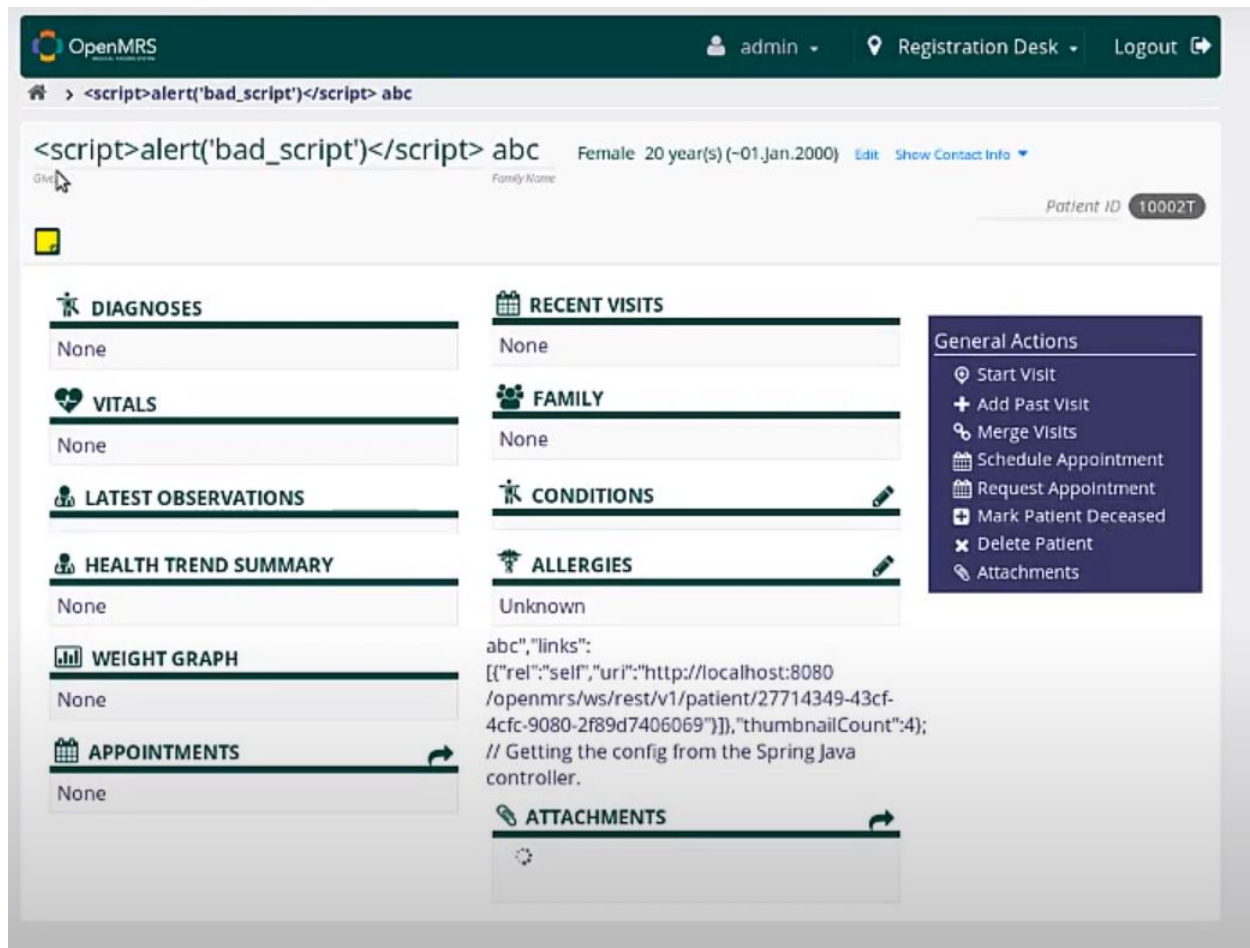 OpenMRS
admin
Registration Desk
Logout
> <script>alert('bad_script')</script> abc
<script>alert('bad_script')</script> abc
Female 20 year(s) (~01.Jan.2000) Edit Show Contact Info
Family Name
Patient ID 10002T
DIAGNOSES
None
VITALS
None
LATEST OBSERVATIONS
HEALTH TREND SUMMARY
None
WEIGHT GRAPH
None
APPOINTMENTS
None
RECENT VISITS
None
FAMILY
None
CONDITIONS
ALLERGIES
Unknown
abc","links":
[{"rel":"self","uri":"http://localhost:8080
/openmrs/ws/rest/v1/patient/27714349-43cf-
4cfc-9080-2f89d7406069"}]},"thumbnailCount":4};
// Getting the config from the Spring Java
controller.
ATTACHMENTS
General Actions
Start Visit
Add Past Visit
Merge Visits
Schedule Appointment
Request Appointment
Mark Patient Deceased
Delete Patient
Attachments